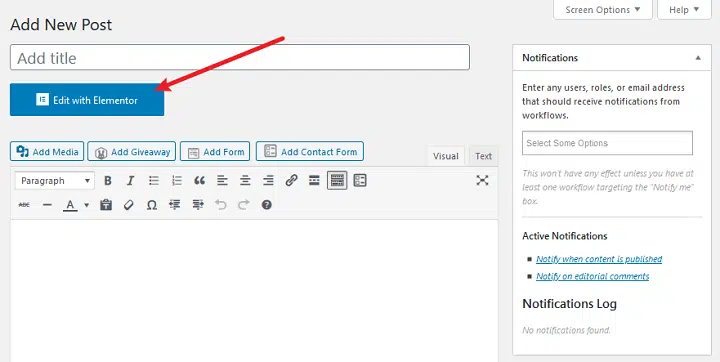 Screen Options ▼
Help ▼
Add New Post
Add title
Edit with Elementor
Add Media
Add Giveaway
Add Form
Add Contact Form
Visual
Text
Paragraph
B I
ABC
A
Ω
Notifications
Enter any users, roles, or email address
that should receive notifications from
workflows.
Select Some Options
This won't have any effect unless you have at
least one workflow targeting the "Notify me"
box.
Active Notifications
Notify when content is published
Notify on editorial comments
Notifications Log
No notifications found.